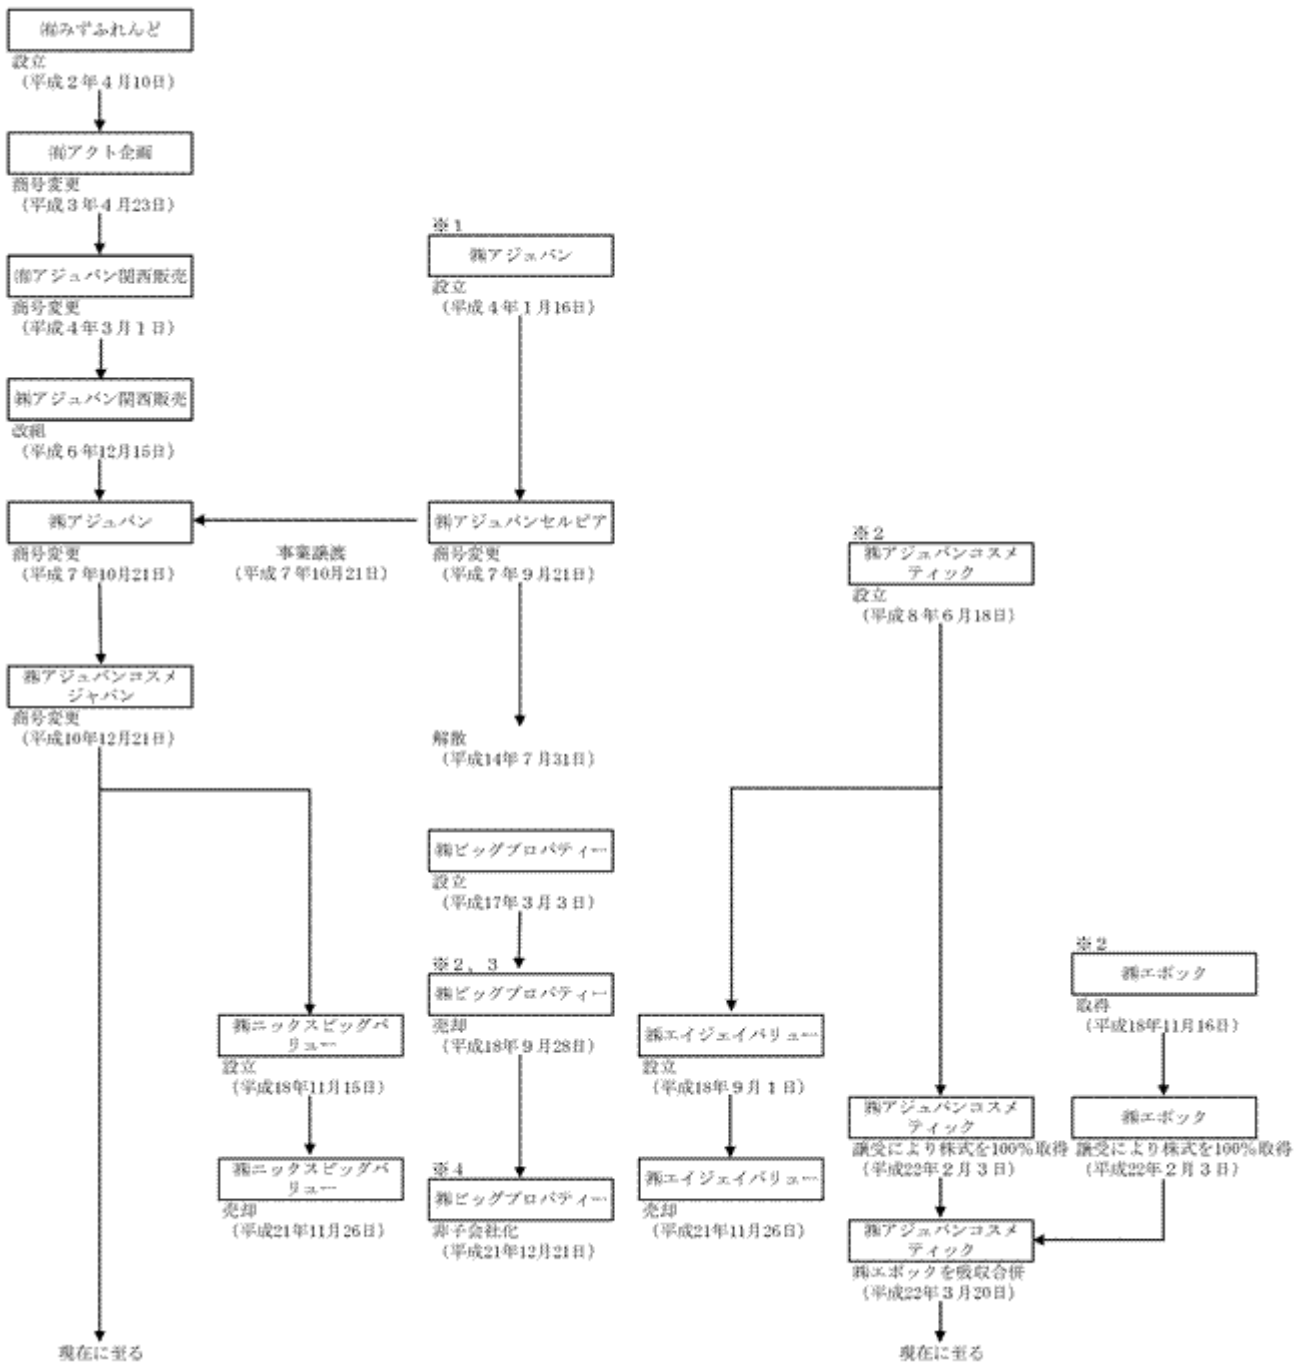 ㈲みずふれんど
設立
(平成2年4月10日)
㈲アクト企画
商号変更
(平成3年4月23日)
㈲アジュバン関西販売
商号変更
(平成4年3月1日)
㈱アジュバン関西販売
改組
(平成6年12月15日)
㈱アジュバン
商号変更
(平成7年10月21日)
㈱アジュバンコスメ
ジャパン
商号変更
(平成10年12月21日)
現在に至る
事業譲渡
(平成7年10月21日)
※1
㈱アジュバン
設立
(平成4年1月16日)
㈱アジュバンセルピア
商号変更
(平成7年9月21日)
解散
(平成14年7月31日)
㈱ニックスビッグバ
リュー
設立
(平成18年11月15日)
㈱ニックスビッグバ
リュー
売却
(平成21年11月26日)
㈱ビッグプロパティー
設立
(平成17年3月3日)
※2、3
㈱ビッグプロパティー
売却
(平成18年9月28日)
※4
㈱ビッグプロパティー
非子会社化
(平成21年12月21日)
㈱エイジェイバリュー
設立
(平成18年9月1日)
㈱エイジェイバリュー
売却
(平成21年11月26日)
※2
㈱アジュバンコスメ
ティック
設立
(平成8年6月18日)
㈱アジュバンコスメ
ティック
譲受により株式を100%取得
(平成22年2月3日)
㈱アジュバンコスメ
ティック
㈱エポックを吸収合併
(平成22年3月20日)
現在に至る
※2
㈱エポック
取得
(平成18年11月16日)
㈱エポック
譲受により株式を100%取得
(平成22年2月3日)